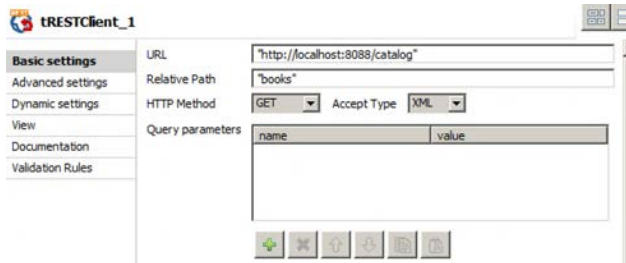 tRESTClient_1
Basic settings
Advanced settings
Dynamic settings
View
Documentation
Validation Rules
URL "http://localhost:8088/catalog"
Relative Path "books"
HTTP Method GET Accept Type XML
Query parameters
name value